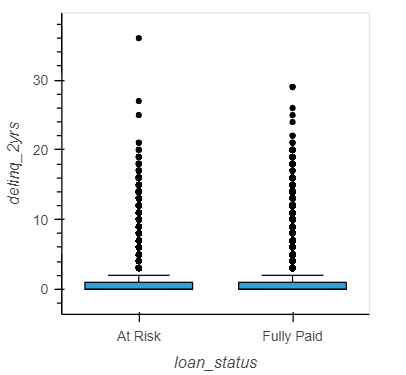 delinq_2yrs
30
20
10
0
At Risk
Fully Paid
loan_status